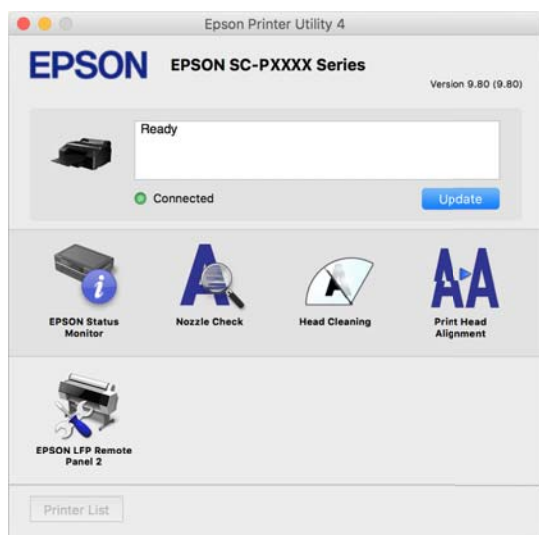 Epson Printer Utility 4
EPSON
EPSON SC-PXXXX Series
Version 9.80 (9.80)
Ready
Connected
Update
EPSON Status
Monitor
Nozzle Check
Head Cleaning
Print Head
Alignment
EPSON LFP Remote
Panel 2
Printer List